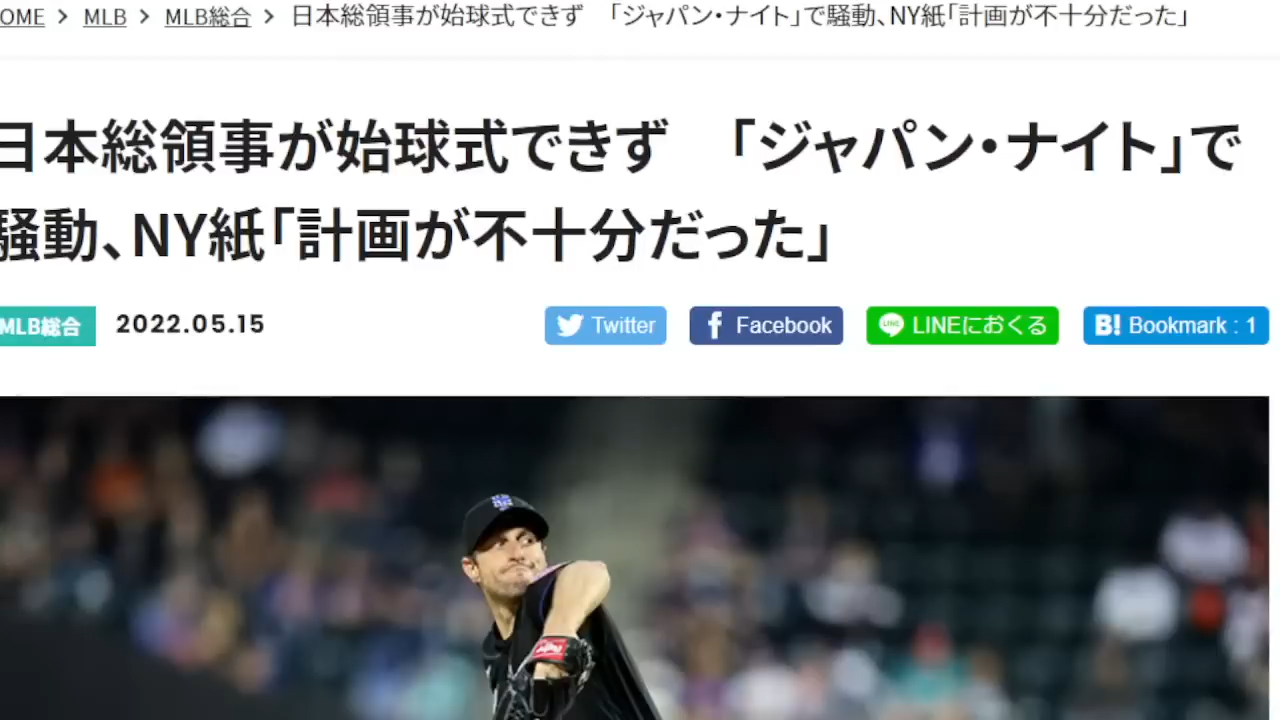 OME > MLB > MLB総合 > 日本総領事が始球式できず 「ジャパン・ナイト」で騒動、NY紙「計画が不十分だった」
日本総領事が始球式できず 「ジャパン・ナイト」で
騒動、NY紙「計画が不十分だった」
MLB総合 2022.05.15 Twitter Facebook LINEにおくる B! Bookmark : 1